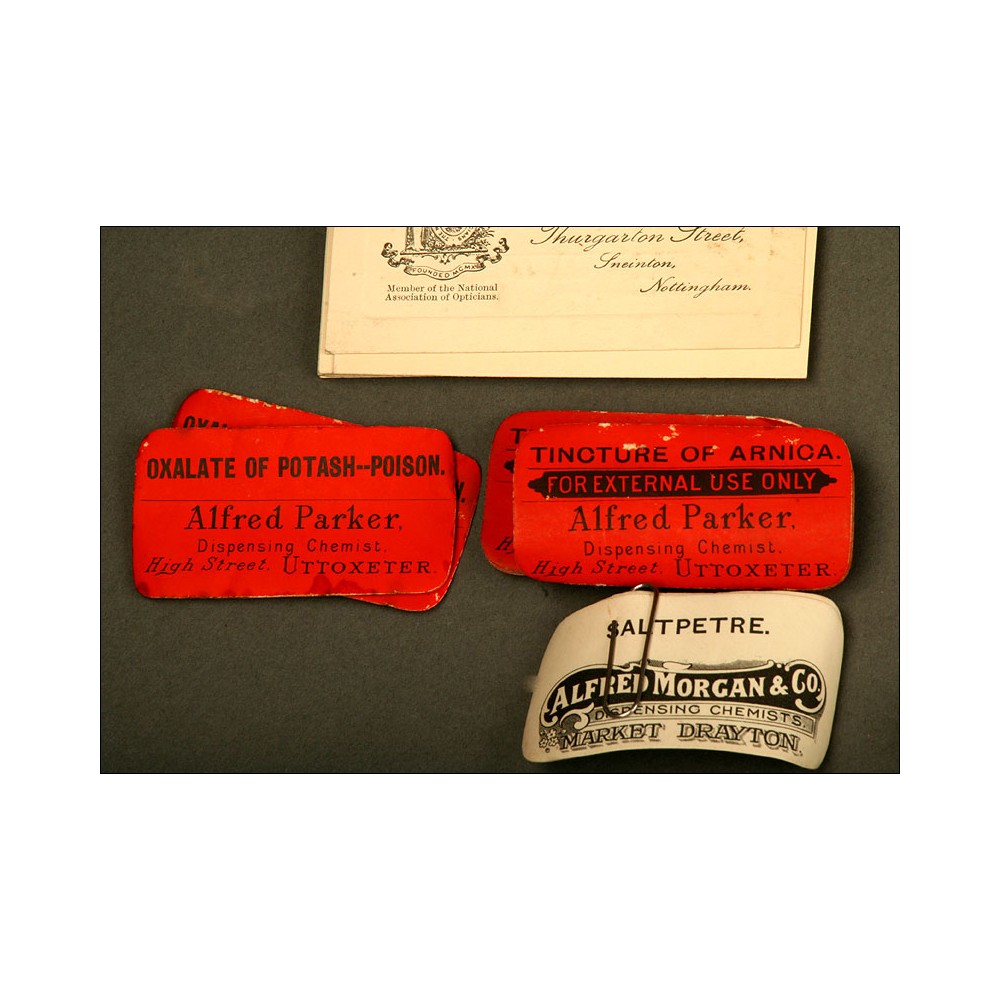 FOUNDED MCMX
Member of the National
Association of Opticians.
Thurgarton Street,
Sneinton,
Nottingham.
OXALATE OF POTASH--POISON.
Alfred Parker,
Dispensing Chemist,
High Street, UTTOXETER.
TINCTURE OF ARNICA.
FOR EXTERNAL USE ONLY
Alfred Parker,
Dispensing Chemist,
High Street, UTTOXETER.
SALTPETRE.
ALFRED MORGAN & CO.
DISPENSING CHEMISTS.
MARKET DRAYTON.